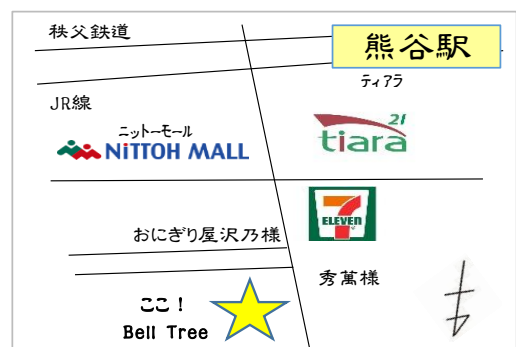 秩父鉄道
熊谷駅
ティアラ
JR線
21
tiara
ニットーモール
NiTTOH MALL
7
ELEVEn
おにぎり屋沢乃様
秀萬様
ここ！
Bell Tree